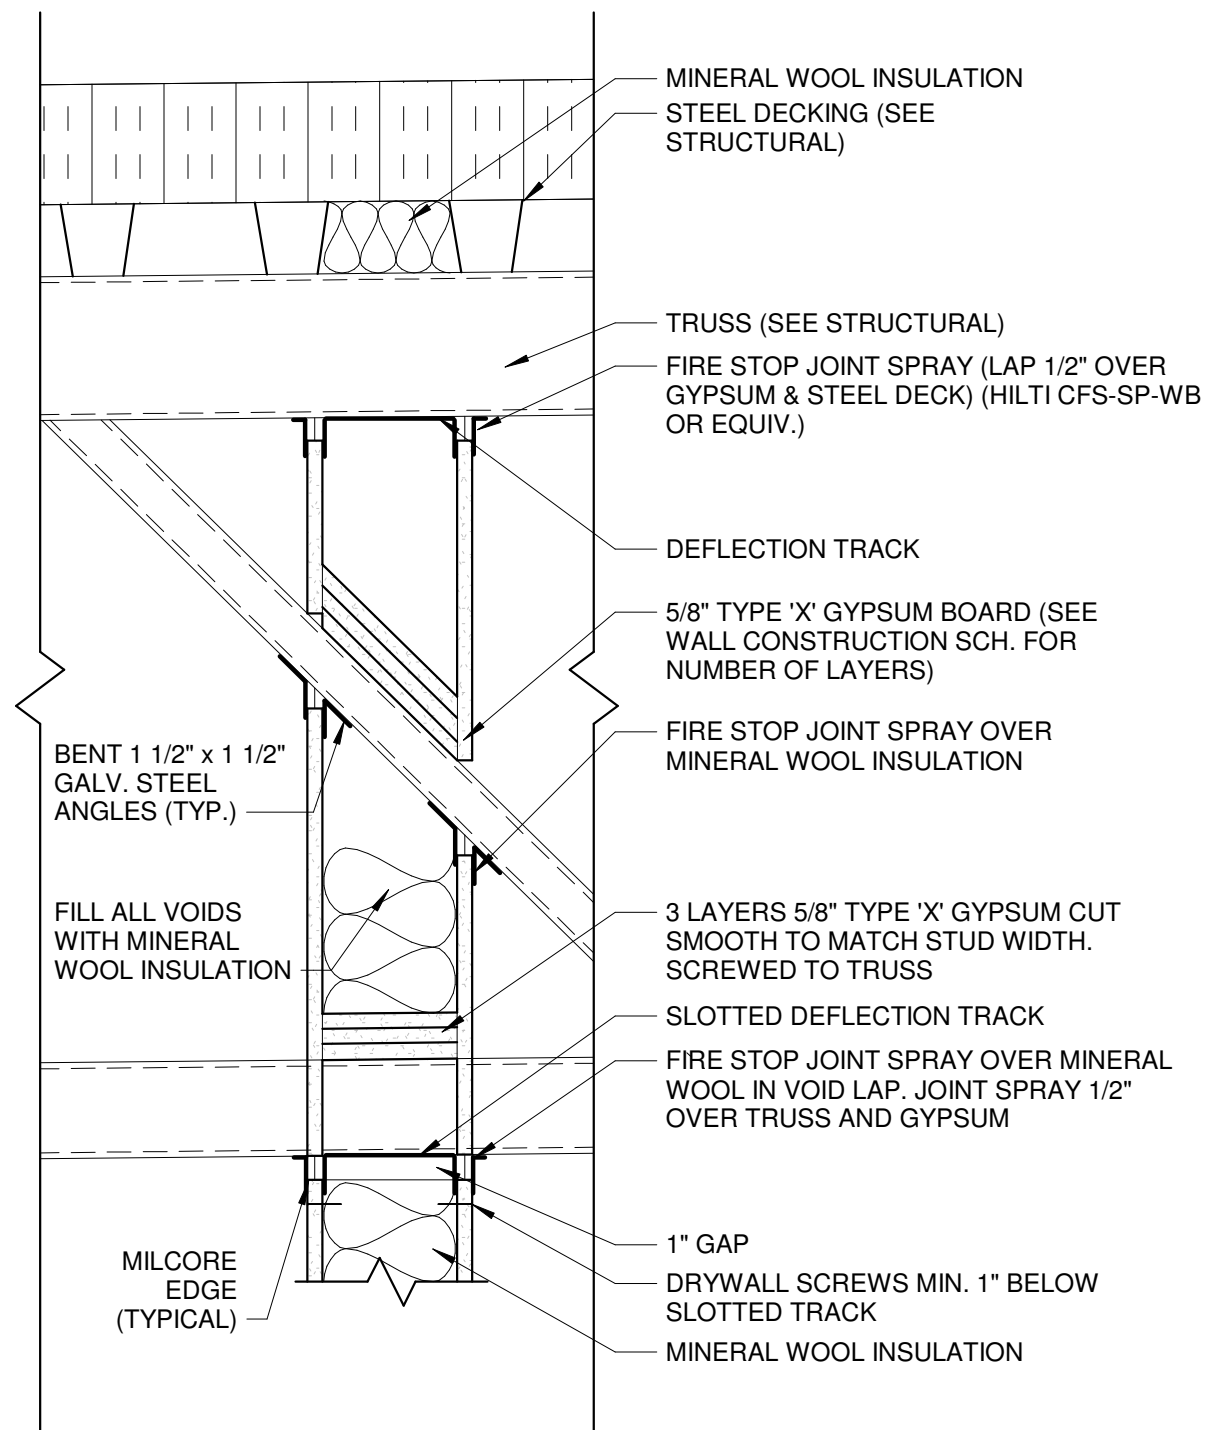 MINERAL WOOL INSULATION
STEEL DECKING (SEE
STRUCTURAL)
TRUSS (SEE STRUCTURAL)
FIRE STOP JOINT SPRAY (LAP 1/2" OVER
GYPSUM & STEEL DECK) (HILTI CFS-SP-WB
OR EQUIV.)
DEFLECTION TRACK
5/8" TYPE 'X' GYPSUM BOARD (SEE
WALL CONSTRUCTION SCH. FOR
NUMBER OF LAYERS)
FIRE STOP JOINT SPRAY OVER
MINERAL WOOL INSULATION
BENT 1 1/2" x 1 1/2"
GALV. STEEL
ANGLES (TYP.)
FILL ALL VOIDS
WITH MINERAL
WOOL INSULATION
3 LAYERS 5/8" TYPE 'X' GYPSUM CUT
SMOOTH TO MATCH STUD WIDTH.
SCREWED TO TRUSS
SLOTTED DEFLECTION TRACK
FIRE STOP JOINT SPRAY OVER MINERAL
WOOL IN VOID LAP. JOINT SPRAY 1/2"
OVER TRUSS AND GYPSUM
1" GAP
DRYWALL SCREWS MIN. 1" BELOW
SLOTTED TRACK
MINERAL WOOL INSULATION
MILCORE
EDGE
(TYPICAL)